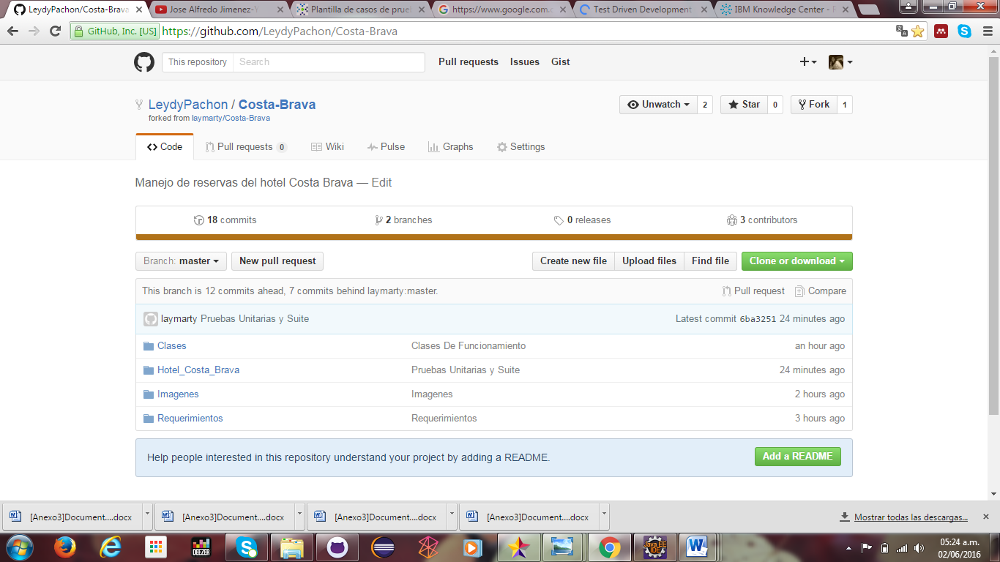 LeydyPachon/Costa-Brava
Jose Alfredo Jimenez-Y
Plantilla de casos de prue
https://www.google.com.c
Test Driven Development
IBM Knowledge Center - F
GitHub, Inc. [US] https://github.com/LeydyPachon/Costa-Brava
This repository Search Pull requests Issues Gist
LeydyPachon / Costa-Brava Unwatch 2 Star 0 Fork 1
forked from laymarty/Costa-Brava
Code Pull requests 0 Wiki Pulse Graphs Settings
Manejo de reservas del hotel Costa Brava — Edit
18 commits 2 branches 0 releases 3 contributors
Branch: master New pull request Create new file Upload files Find file Clone or download
This branch is 12 commits ahead, 7 commits behind laymarty:master. Pull request Compare
laymarty Pruebas Unitarias y Suite Latest commit 6ba3251 24 minutes ago
Clases Clases De Funcionamiento an hour ago
Hotel_Costa_Brava Pruebas Unitarias y Suite 24 minutes ago
Imagenes Imagenes 2 hours ago
Requerimientos Requerimientos 3 hours ago
Help people interested in this repository understand your project by adding a README. Add a README
[Anexo3]Document....docx [Anexo3]Document....docx [Anexo3]Document....docx [Anexo3]Document....docx Mostrar todas las descargas...
DEEZER
Java EE
IDE
05:24 a.m.
02/06/2016